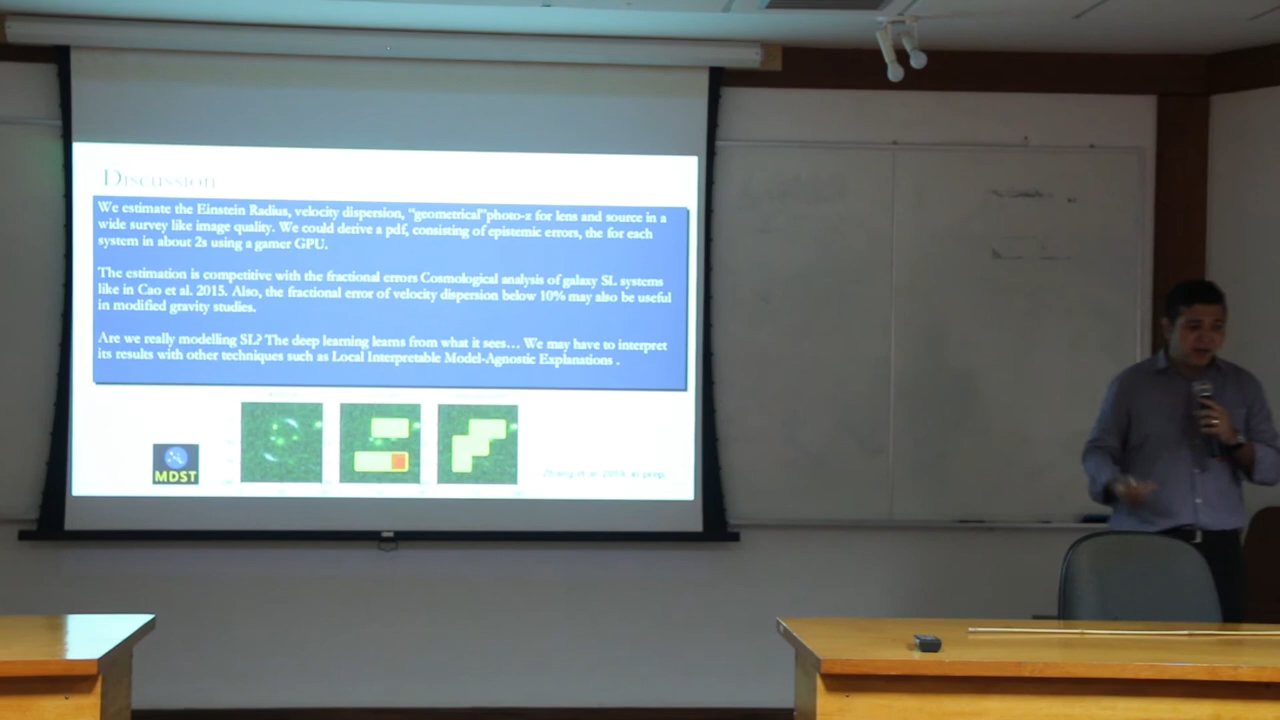 Discussion
We estimate the Einstein Radius, velocity dispersion, “geometrical”photo-z for lens and source in a
wide survey like image quality. We could derive a pdf, consisting of epistemic errors, the for each
system in about 2s using a gamer GPU.
The estimation is competitive with the fractional errors Cosmological analysis of galaxy SL systems
like in Cao et al. 2015. Also, the fractional error of velocity dispersion below 10% may also be useful
in modified gravity studies.
Are we really modelling SL? The deep learning learns from what it sees... We may have to interpret
its results with other techniques such as Local Interpretable Model-Agnostic Explanations .
MDST